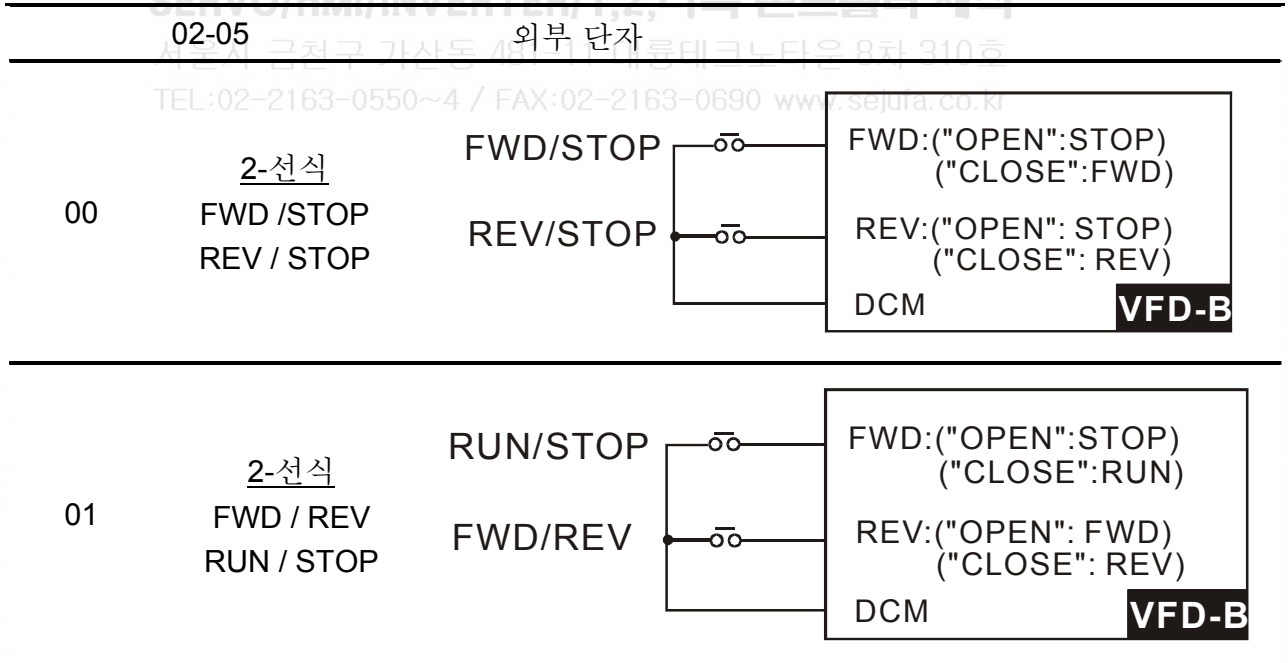 02-05 외부 단자
TEL:02-2163-0550~4 / FAX:02-2163-0690 www.sejufa.co.kr
00
2-선식
FWD /STOP
REV / STOP
FWD/STOP
REV/STOP
FWD:("OPEN":STOP)
("CLOSE":FWD)
REV:("OPEN": STOP)
("CLOSE": REV)
DCM
VFD-B
01
2-선식
FWD / REV
RUN / STOP
RUN/STOP
FWD/REV
FWD:("OPEN":STOP)
("CLOSE":RUN)
REV:("OPEN": FWD)
("CLOSE": REV)
DCM
VFD-B